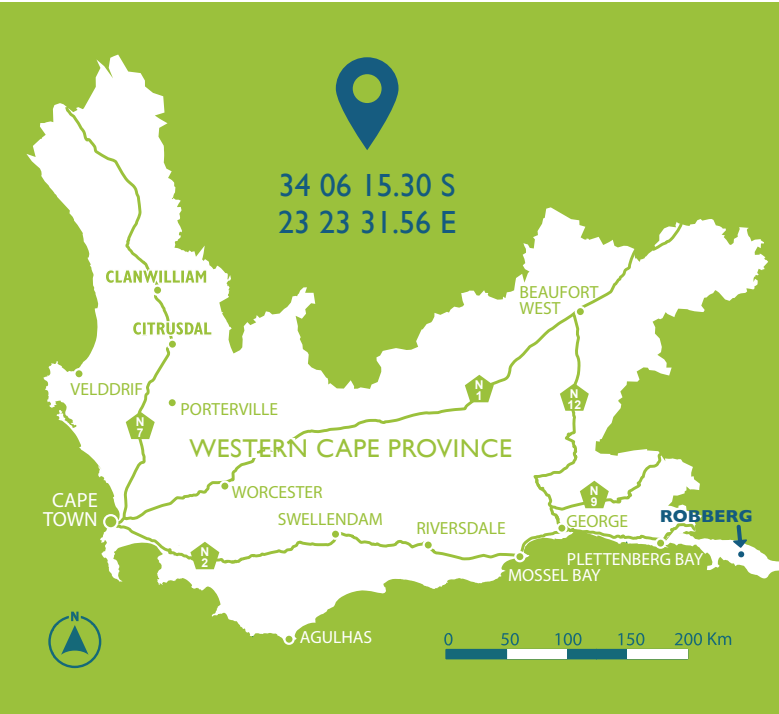 34 06 15.30 S
23 23 31.56 E
CLANWILLIAM
BEAUFORT
WEST
CITRUSDAL
VELDDRIF
N
1
N
12
PORTERVILLE
N
7
WESTERN CAPE PROVINCE
WORCESTER
N
9
CAPE
TOWN
SWELLENDAM
RIVERSDALE
GEORGE
ROBBERG
N
2
PLETTENBERG BAY
MOSSEL BAY
N
AGULHAS
0 50 100 150 200 Km